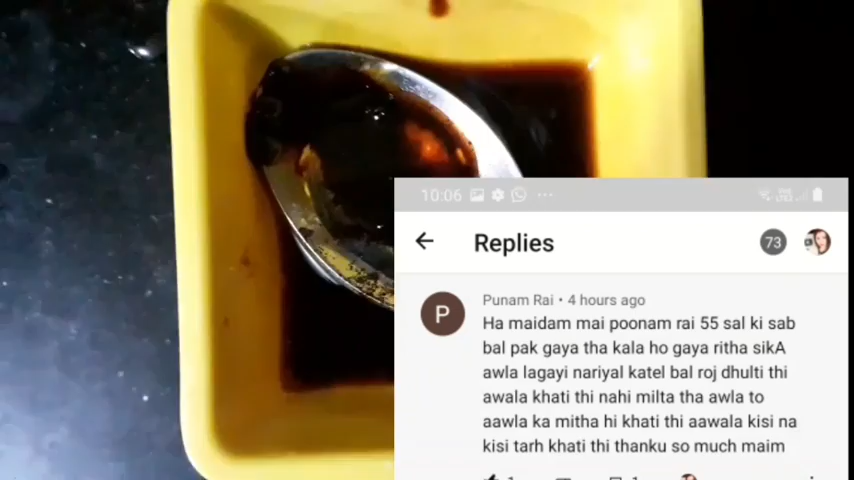 10:06
Replies
73
P
Punam Rai • 4 hours ago
Ha maidam mai poonam rai 55 sal ki sab
bal pak gaya tha kala ho gaya ritha sikA
awla lagayi nariyal katel bal roj dhulti thi
awala khati thi nahi milta tha awla to
aawla ka mitha hi khati thi aawala kisi na
kisi tarh khati thi thanku so much maim